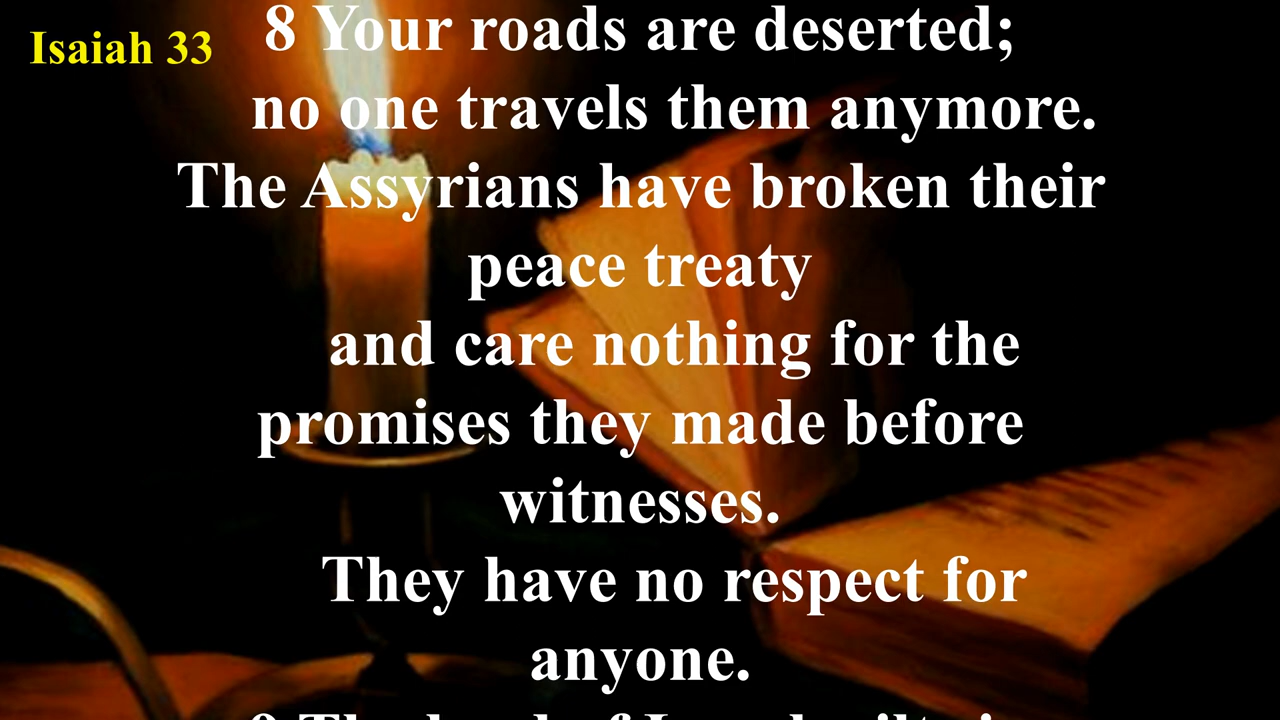 Isaiah 33
8 Your roads are deserted;
no one travels them anymore.
The Assyrians have broken their
peace treaty
and care nothing for the
promises they made before
witnesses.
They have no respect for
anyone.